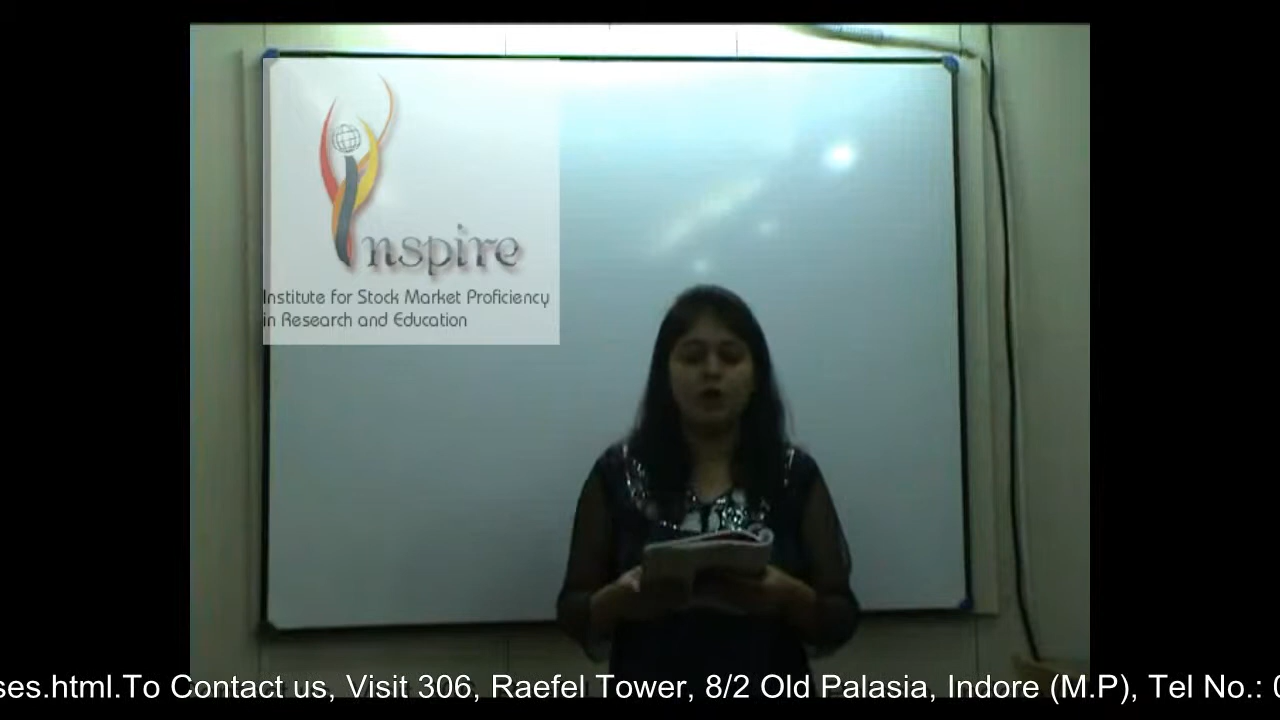 Inspire
Institute for Stock Market Proficiency
in Research and Education
ses.html.To Contact us, Visit 306, Raefel Tower, 8/2 Old Palasia, Indore (M.P), Tel No.: 0